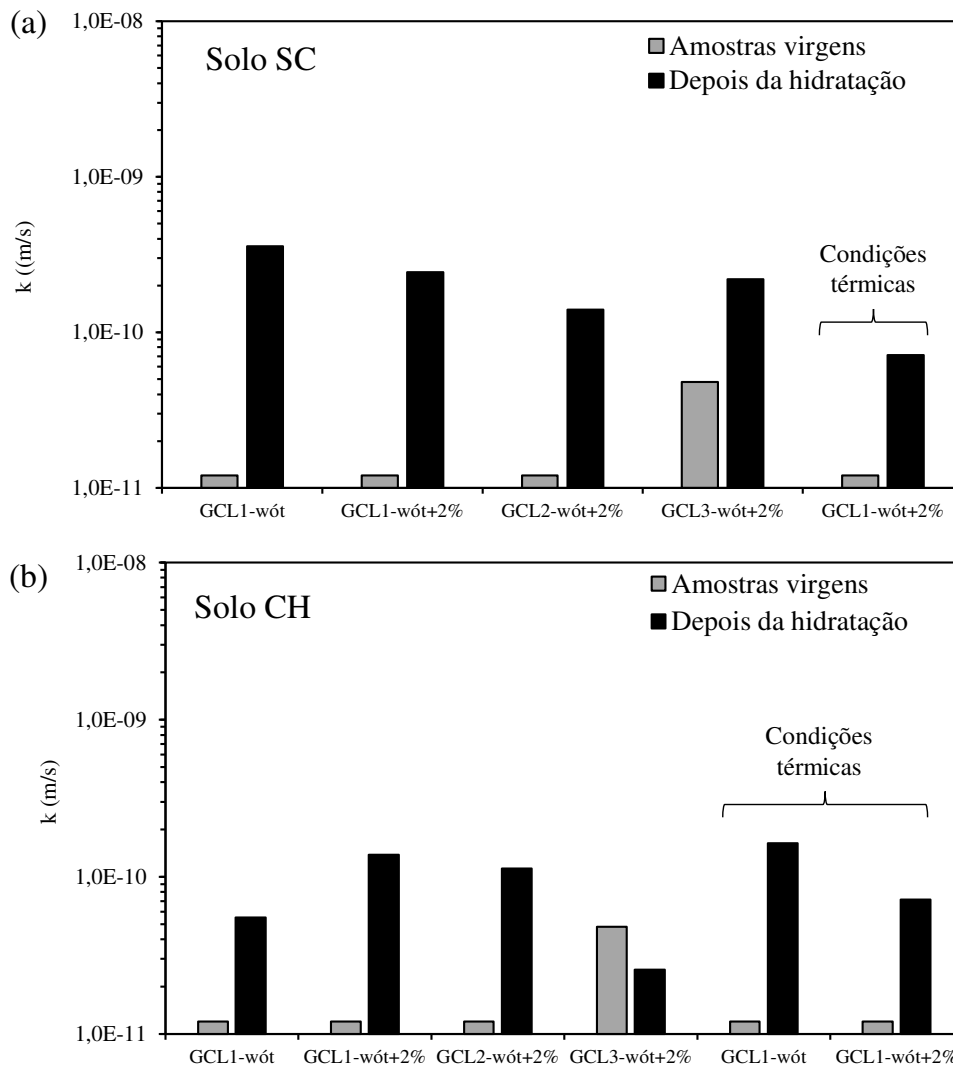 (a)
1,0E-08
Solo SC
Amostras virgens
Depois da hidratação
1,0E-09
k ((m/s)
Condições
térmicas
1,0E-10
1,0E-11
GCL1-wót GCL1-wót+2% GCL2-wót+2% GCL3-wót+2% GCL1-wót+2%
(b)
1,0E-08
Solo CH
Amostras virgens
Depois da hidratação
1,0E-09
k (m/s)
Condições
térmicas
1,0E-10
1,0E-11
GCL1-wót GCL1-wót+2% GCL2-wót+2% GCL3-wót+2% GCL1-wót GCL1-wót+2%